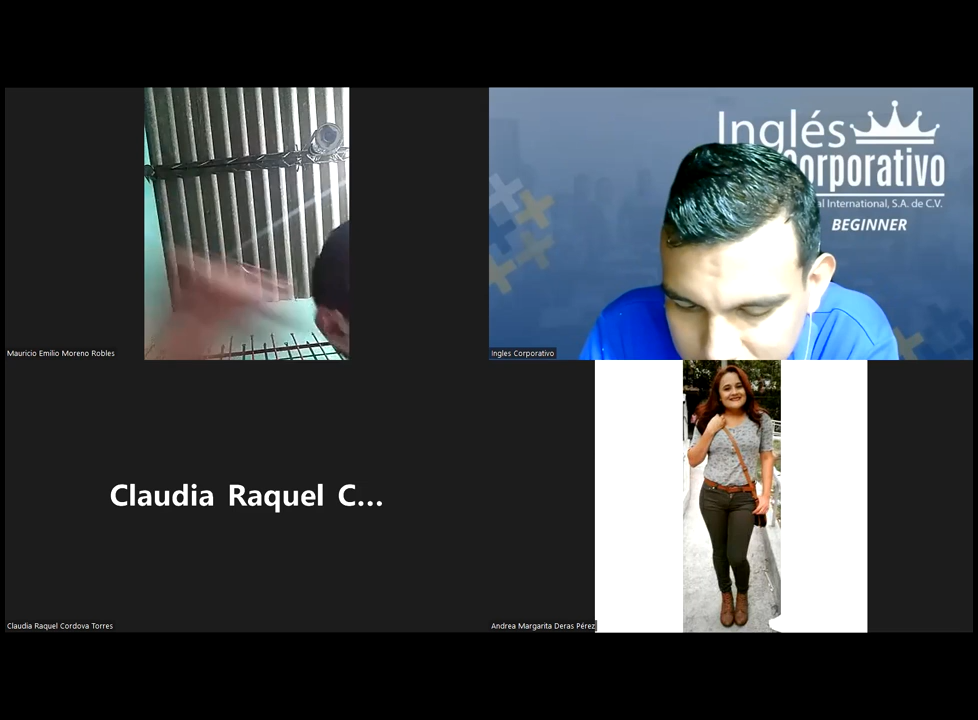 Inglés
Corporativo
al International, S.A. de C.V.
BEGINNER
Mauricio Emilio Moreno Robles
Ingles Corporativo
Claudia Raquel C...
Claudia Raquel Cordova Torres
Andrea Margarita Deras Pérez